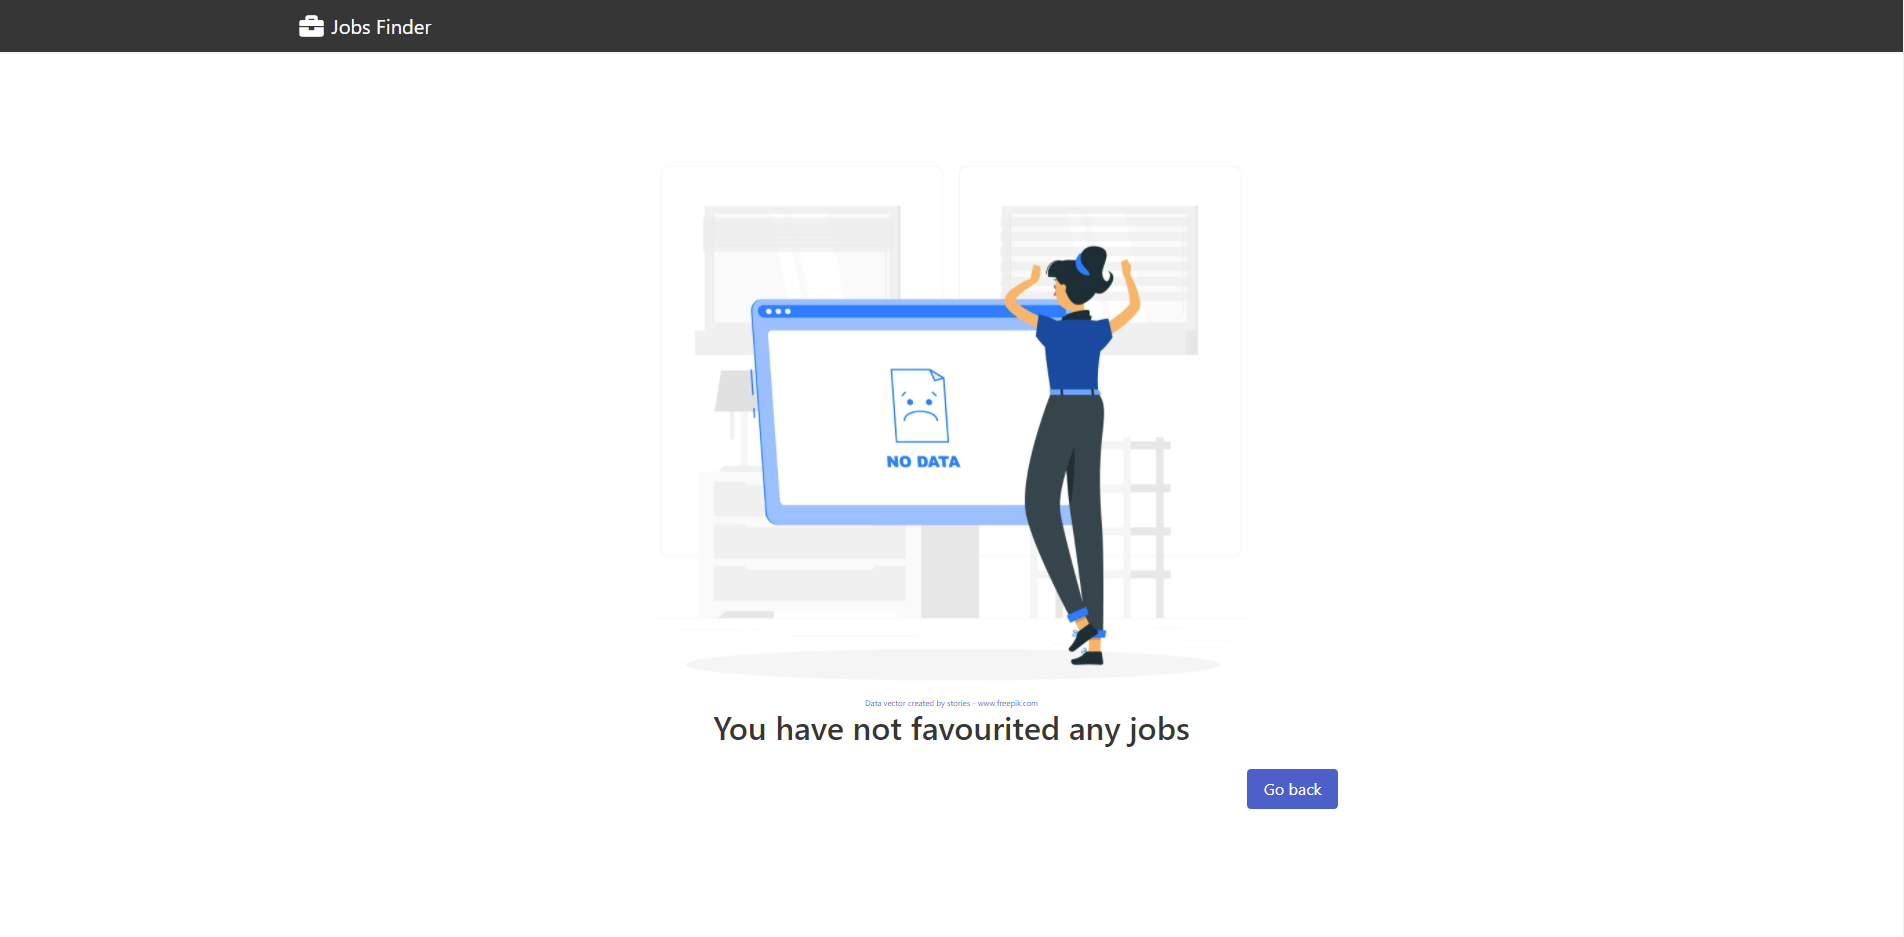 Jobs Finder
NO DATA
Data vector created by stories - www.freepik.com
You have not favourited any jobs
Go back